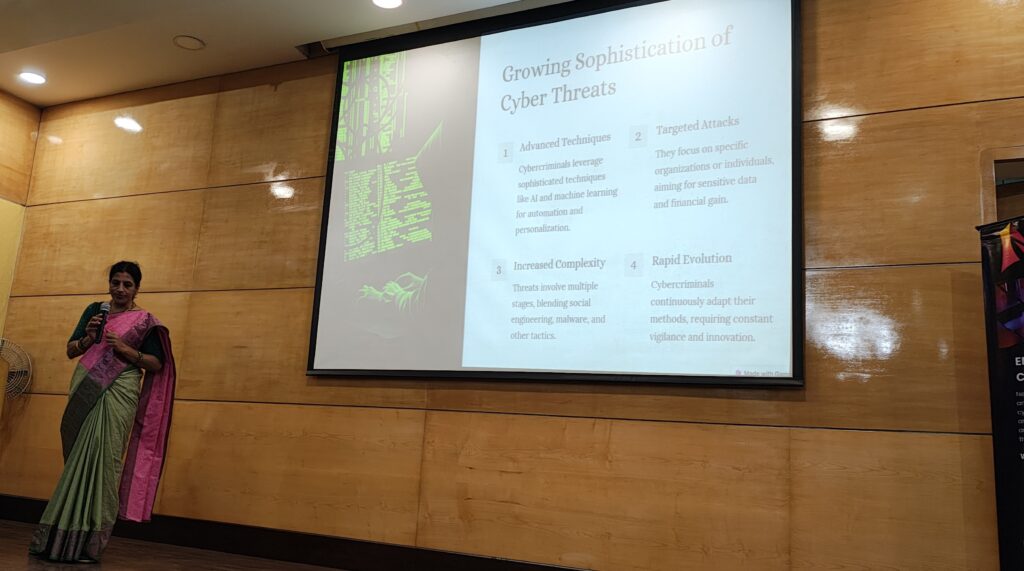 Growing Sophistication of
Cyber Threats
1
Advanced Techniques
Cybercriminals leverage
sophisticated techniques
like AI and machine learning
for automation and
personalization.
2
Targeted Attacks
They focus on specific
organizations or individuals,
aiming for sensitive data
and financial gain.
3
Increased Complexity
Threats involve multiple
stages, blending social
engineering, malware, and
other tactics.
4
Rapid Evolution
Cybercriminals
continuously adapt their
methods, requiring constant
vigilance and innovation.
Made with